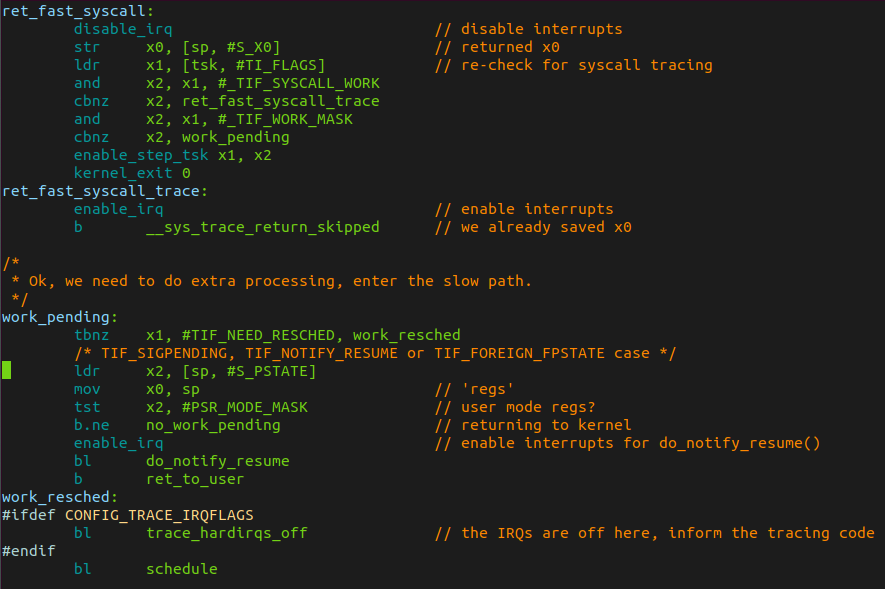 ret_fast_syscall:
        disable_irq                             // disable interrupts
        str     x0, [sp, #S_X0]                 // returned x0
        ldr     x1, [tsk, #TI_FLAGS]            // re-check for syscall tracing
        and     x2, x1, #_TIF_SYSCALL_WORK
        cbnz    x2, ret_fast_syscall_trace
        and     x2, x1, #_TIF_WORK_MASK
        cbnz    x2, work_pending
        enable_step_tsk x1, x2
        kernel_exit 0
ret_fast_syscall_trace:
        enable_irq                              // enable interrupts
        b       __sys_trace_return_skipped      // we already saved x0

/*
 * Ok, we need to do extra processing, enter the slow path.
 */
work_pending:
        tbnz    x1, #TIF_NEED_RESCHED, work_resched
        /* TIF_SIGPENDING, TIF_NOTIFY_RESUME or TIF_FOREIGN_FPSTATE case */
        ldr     x2, [sp, #S_PSTATE]
        mov     x0, sp                          // 'regs'
        tst     x2, #PSR_MODE_MASK              // user mode regs?
        b.ne    no_work_pending                 // returning to kernel
        enable_irq                              // enable interrupts for do_notify_resume()
        bl      do_notify_resume
        b       ret_to_user
work_resched:
#ifdef CONFIG_TRACE_IRQFLAGS
        bl      trace_hardirqs_off              // the IRQs are off here, inform the tracing code
#endif
        bl      schedule